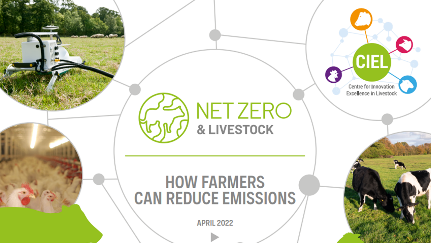 CIEL
Centre for Innovation
Excellence in Livestock
NET ZERO
& LIVESTOCK
HOW FARMERS
CAN REDUCE EMISSIONS
APRIL 2022